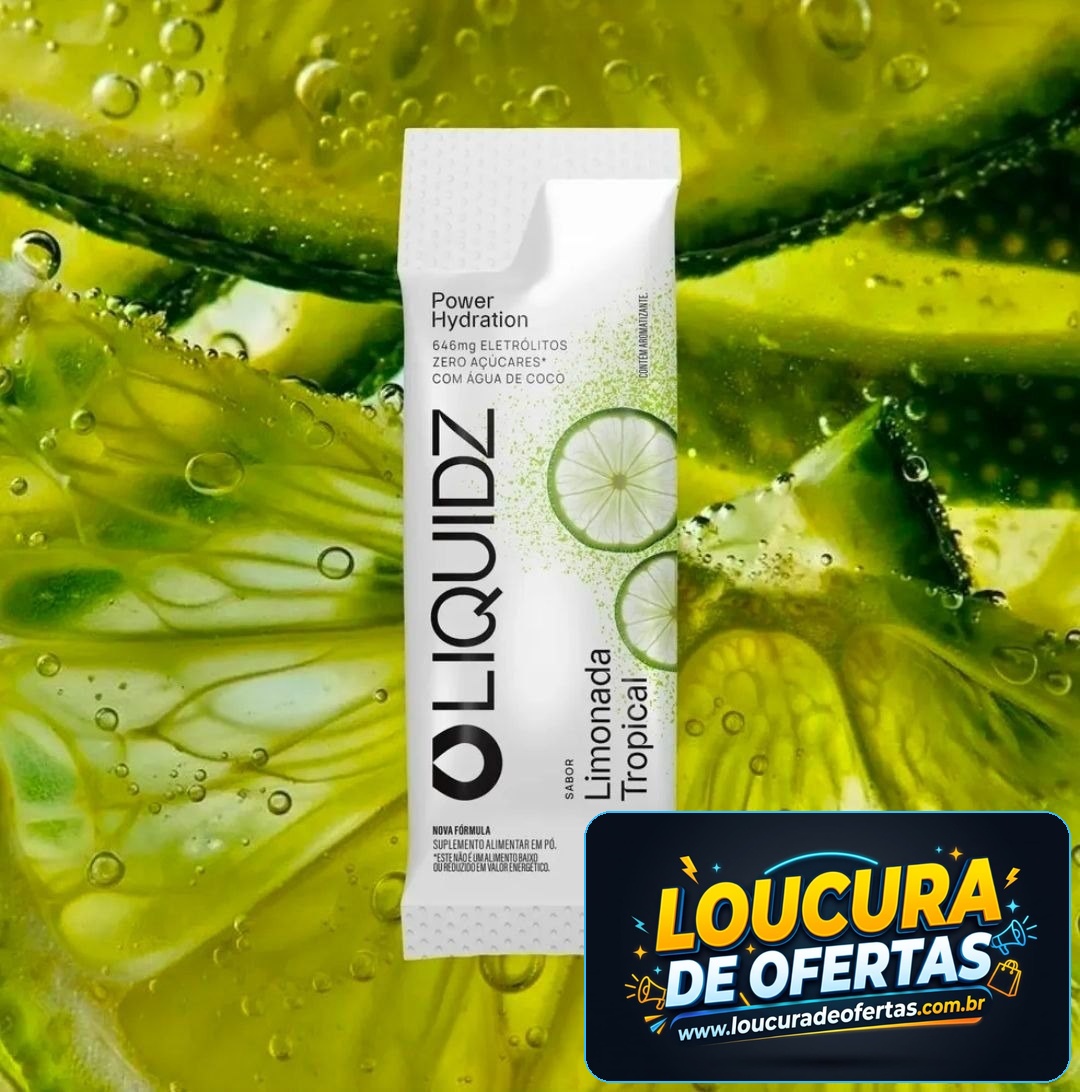 Power
Hydration
646mg ELETRÓLITOS
ZERO AÇÚCARES*
COM ÁGUA DE COCO
CONTÉM AROMATIZANTE.
LIQUIDZ
SABOR
Limonada
Tropical
NOVA FÓRMULA
SUPLEMENTO ALIMENTAR EM PÓ.
*ESTE NÃO É UM ALIMENTO BAIXO
OU REDUZIDO EM VALOR ENERGÉTICO.
LOUCURA
DE OFERTAS
www.loucuradeofertas.com.br